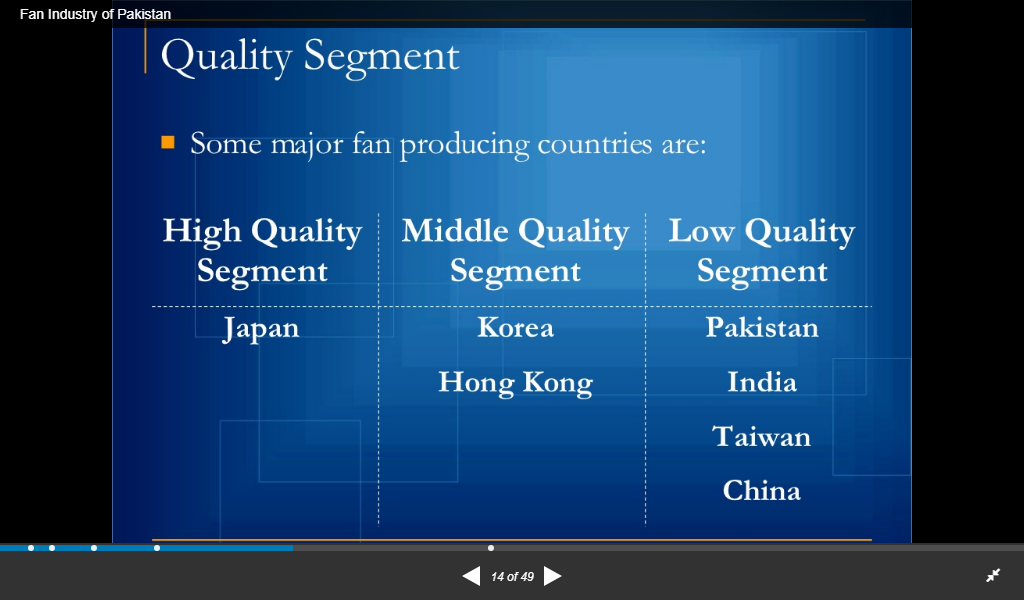 Fan Industry of Pakistan
Quality Segment
Some major fan producing countries are:
High Quality
Segment
Middle Quality
Segment
Low Quality
Segment
Japan
Korea
Pakistan
Hong Kong
India
Taiwan
China
14 of 49